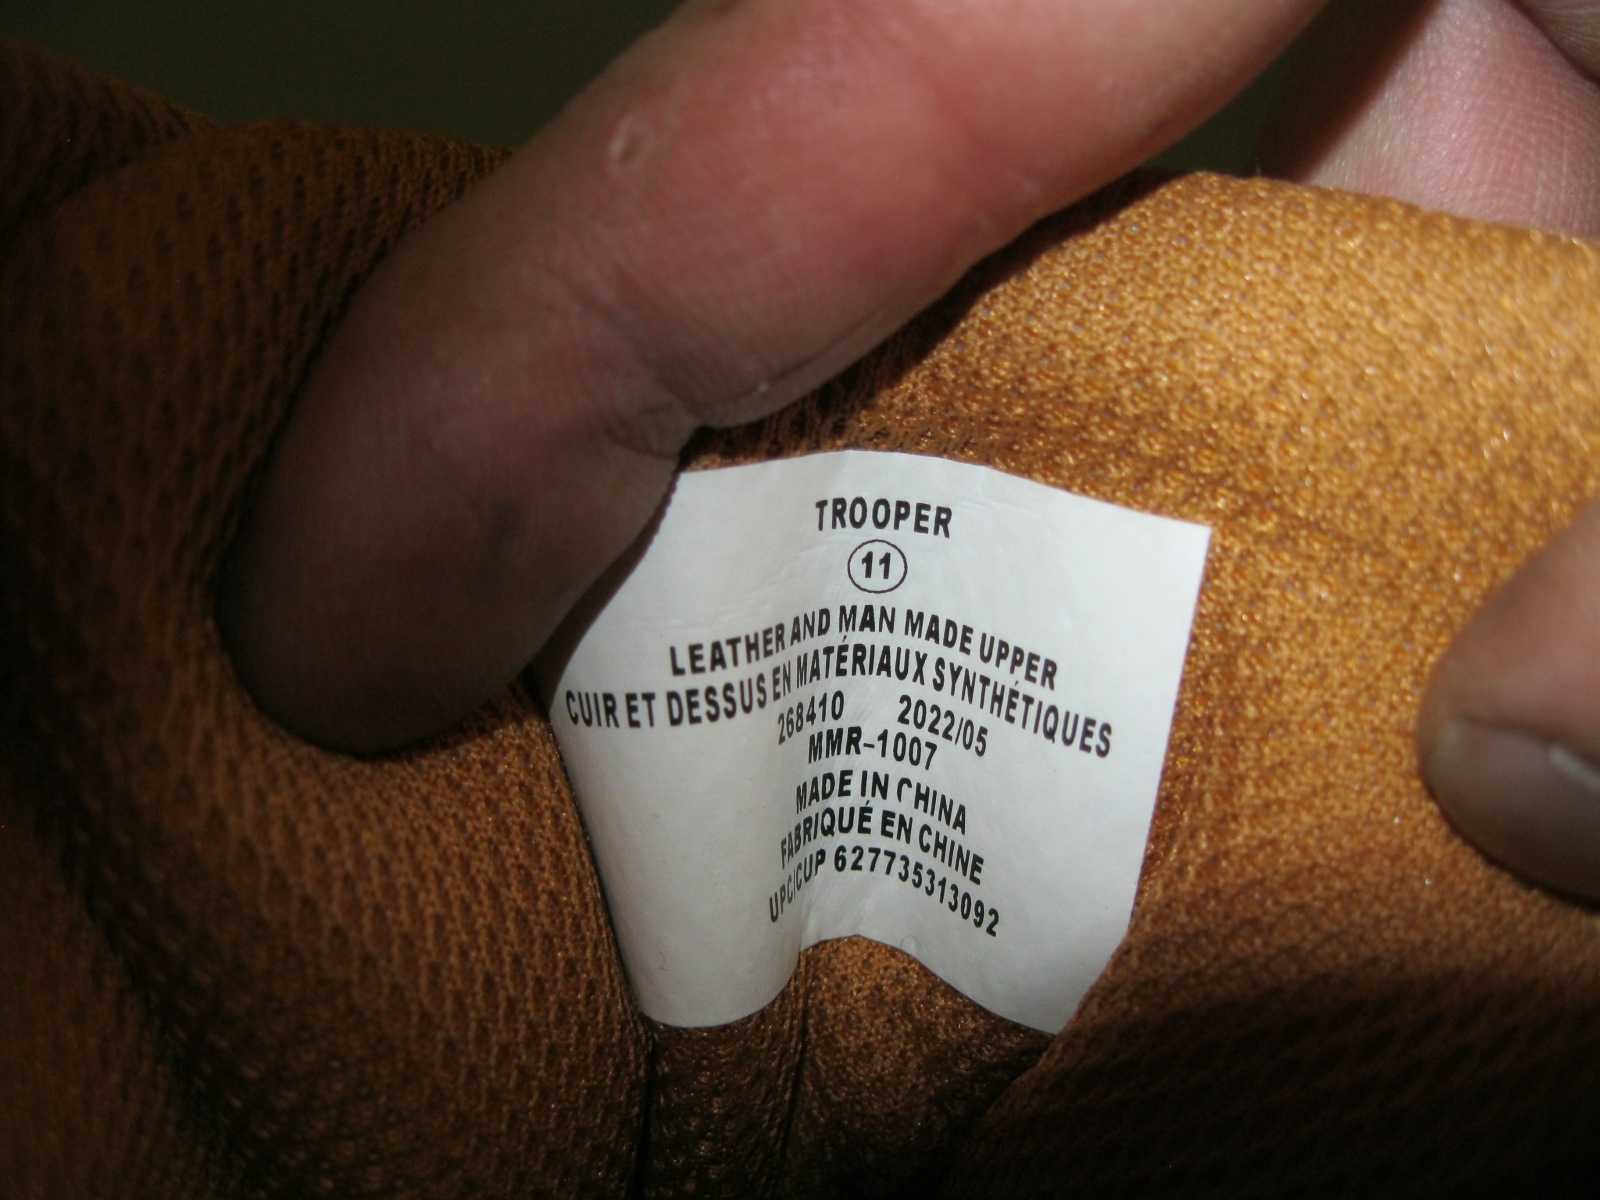 TROOPER
11
LEATHER AND MAN MADE UPPER
CUIR ET DESSUS EN MATÉRIAUX SYNTHÉTIQUES
268410 2022/05
MMR-1007
MADE IN CHINA
FABRIQUÉ EN CHINE
UPC/CUP 627735313092